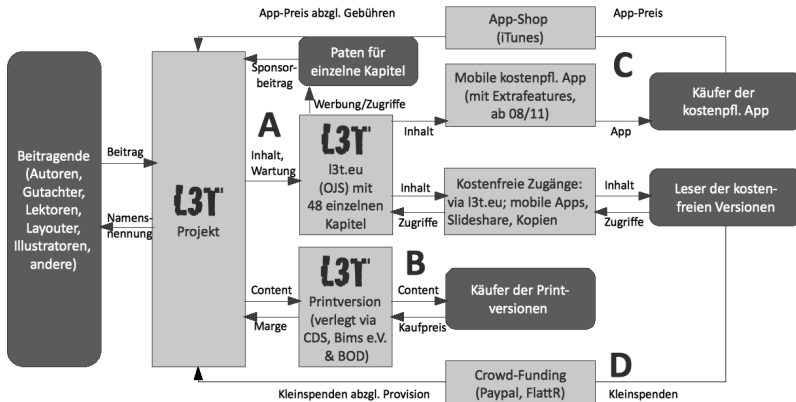 App-Preis abzgl. Gebühren
App-Shop
(iTunes)
App-Preis
Paten für
einzelne Kapitel
Sponsor-
beitrag
Werbung/Zugriffe
Mobile kostenpfl. App
(mit Extrafeatures,
ab 08/11)
C
Käufer der
kostenpfl. App
Inhalt
App
A
Beitragende
(Autoren,
Gutachter,
Lektoren,
Layouter,
Illustratoren,
andere)
Beitrag
Namens-
nennung
L3T
Projekt
Inhalt,
Wartung
L3T
l3t.eu
(OJS) mit
48 einzelnen
Kapitel
Inhalt
Zugriffe
Kostenfreie Zugänge:
via l3t.eu; mobile Apps,
Slideshare, Kopien
Inhalt
Zugriffe
Leser der kosten-
freien Versionen
Content
Marge
L3T
Printversion
(verlegt via
CDS, Bims e.V.
& BOD)
B
Content
Kaufpreis
Käufer der Print-
versionen
D
Kleinspenden abzgl. Provision
Crowd-Funding
(Paypal, FlattR)
Kleinspenden